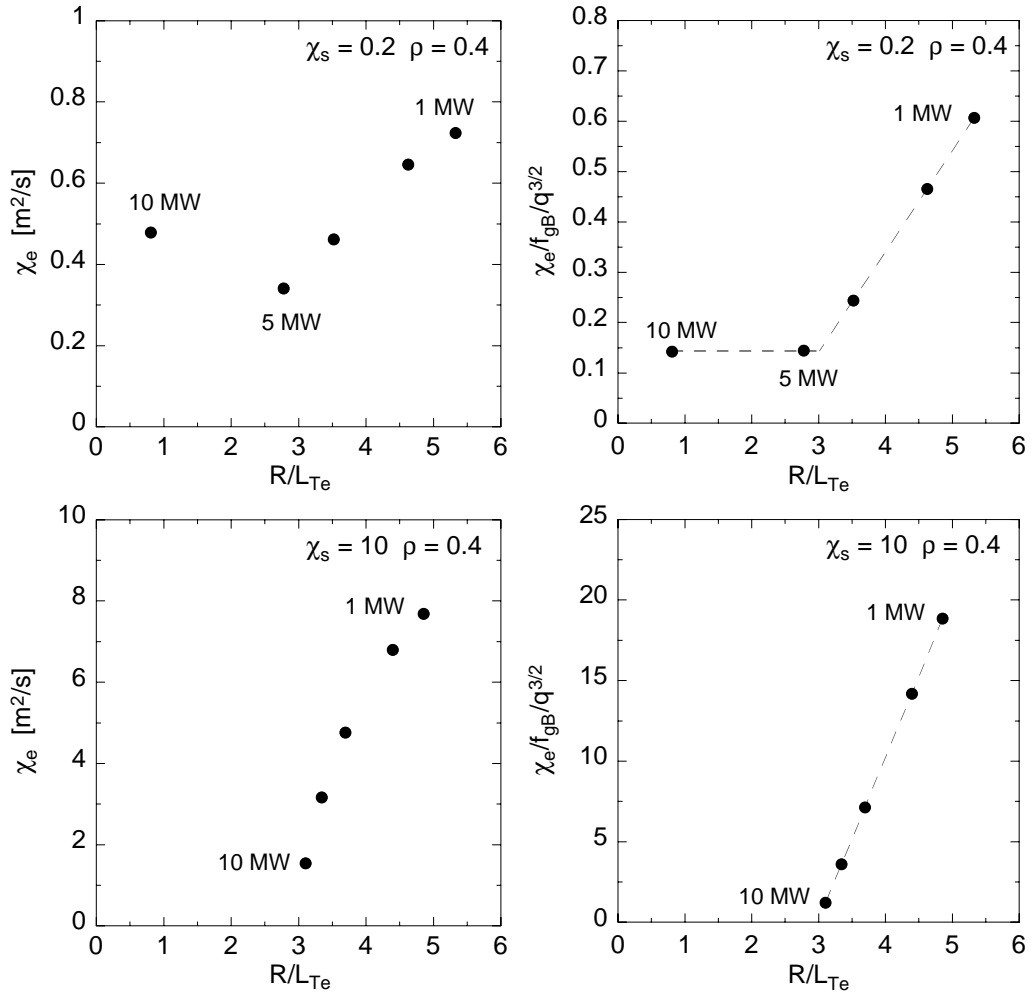 χs = 0.2 ρ = 0.4
1
0.8
0.6
0.4
0.2
0
χe [m²/s]
1 MW
10 MW
5 MW
0 1 2 3 4 5 6
R/LTe
χs = 0.2 ρ = 0.4
0.8
0.7
0.6
0.5
0.4
0.3
0.2
0.1
0
χe/fgB/q3/2
1 MW
10 MW
5 MW
0 1 2 3 4 5 6
R/LTe
χs = 10 ρ = 0.4
10
8
6
4
2
0
χe [m²/s]
1 MW
10 MW
0 1 2 3 4 5 6
R/LTe
χs = 10 ρ = 0.4
25
20
15
10
5
0
χe/fgB/q3/2
1 MW
10 MW
0 1 2 3 4 5 6
R/LTe